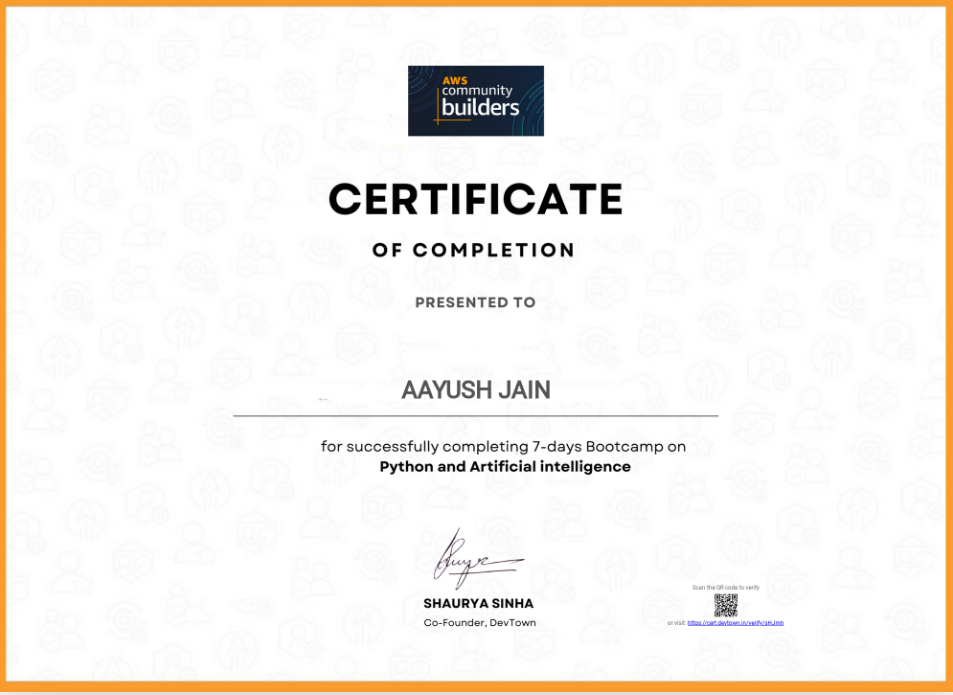 AWS
community
builders
CERTIFICATE
OF COMPLETION
PRESENTED TO
AAYUSH JAIN
for successfully completing 7-days Bootcamp on
Python and Artificial intelligence
SHAURYA SINHA
Co-Founder, DevTown
Scan the QR code to verify
or visit: https://cert.devtown.in/verify/